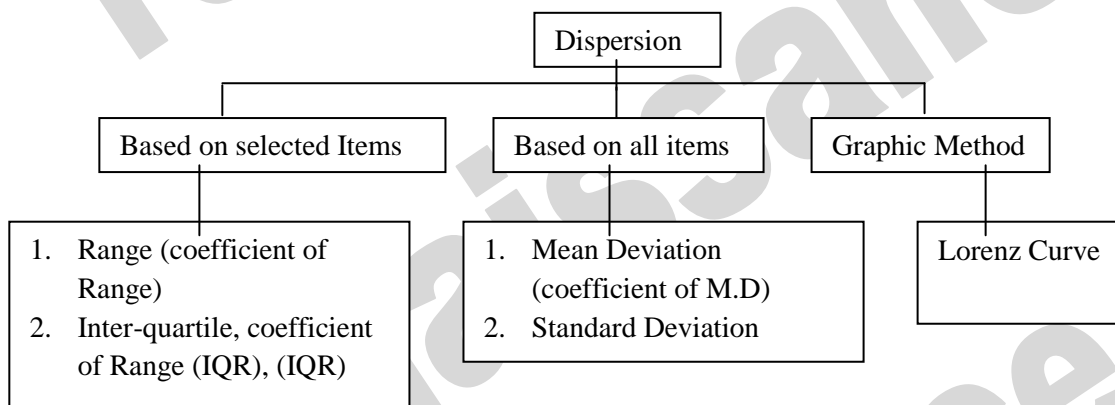 Dispersion
Based on selected Items
Based on all items
Graphic Method
1. Range (coefficient of
Range)
2. Inter-quartile, coefficient
of Range (IQR), (IQR)
1. Mean Deviation
(coefficient of M.D)
2. Standard Deviation
Lorenz Curve